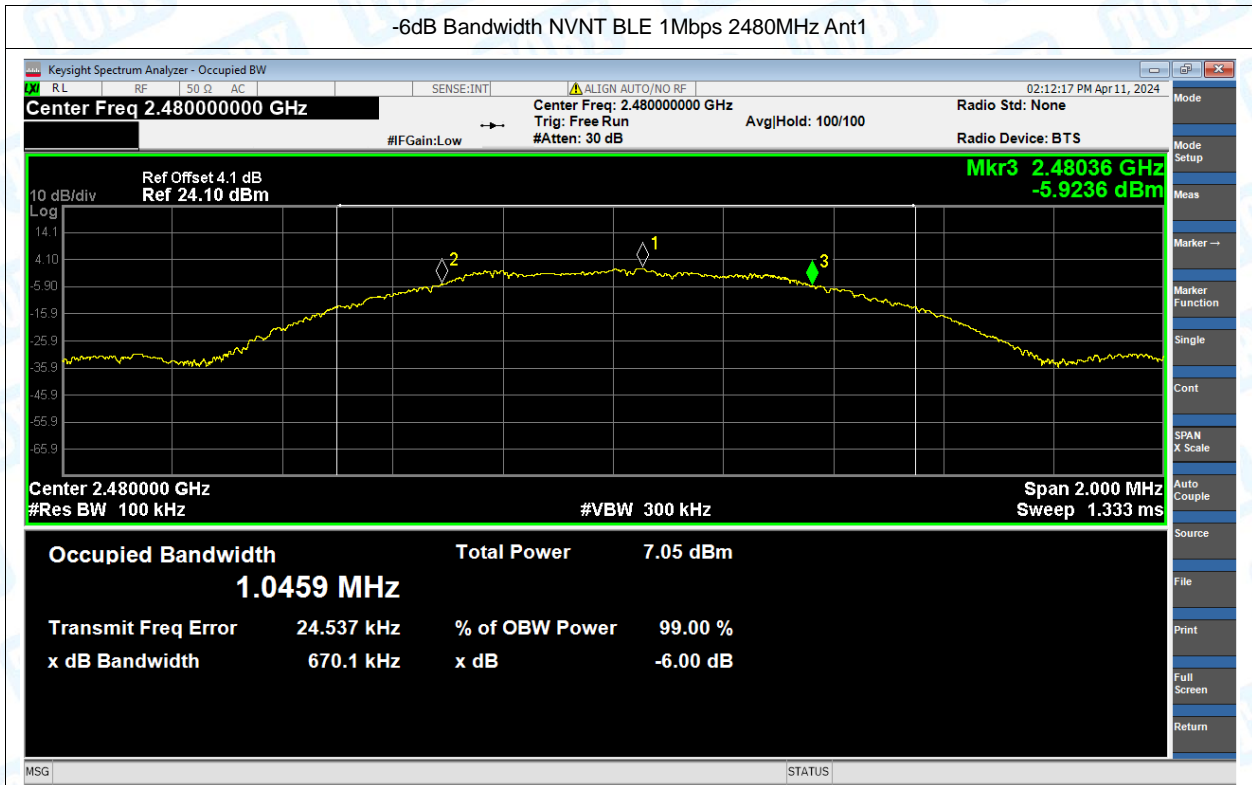 -6dB Bandwidth NVNT BLE 1Mbps 2480MHz Ant1
Keysight Spectrum Analyzer - Occupied BW
LXI RL RF 50 Ω AC SENSE:INT ALIGN AUTO/NO RF 02:12:17 PM Apr 11, 2024
Center Freq 2.480000000 GHz Center Freq: 2.480000000 GHz Radio Std: None
Trig: Free Run Avg|Hold: 100/100
#IFGain:Low #Atten: 30 dB Radio Device: BTS
Mkr3 2.48036 GHz
-5.9236 dBm
Ref Offset 4.1 dB
10 dB/div Ref 24.10 dBm
Log
14.1
4.10
-5.90
-15.9
-25.9
-35.9
-45.9
-55.9
-65.9
2
1
3
Center 2.480000 GHz Span 2.000 MHz
#Res BW 100 kHz #VBW 300 kHz Sweep 1.333 ms
Occupied Bandwidth Total Power 7.05 dBm
1.0459 MHz
Transmit Freq Error 24.537 kHz % of OBW Power 99.00 %
x dB Bandwidth 670.1 kHz x dB -6.00 dB
MSG STATUS
Mode
Mode
Setup
Meas
Marker→
Marker
Function
Single
Cont
SPAN
X Scale
Auto
Couple
Source
File
Print
Full
Screen
Return
TOBY